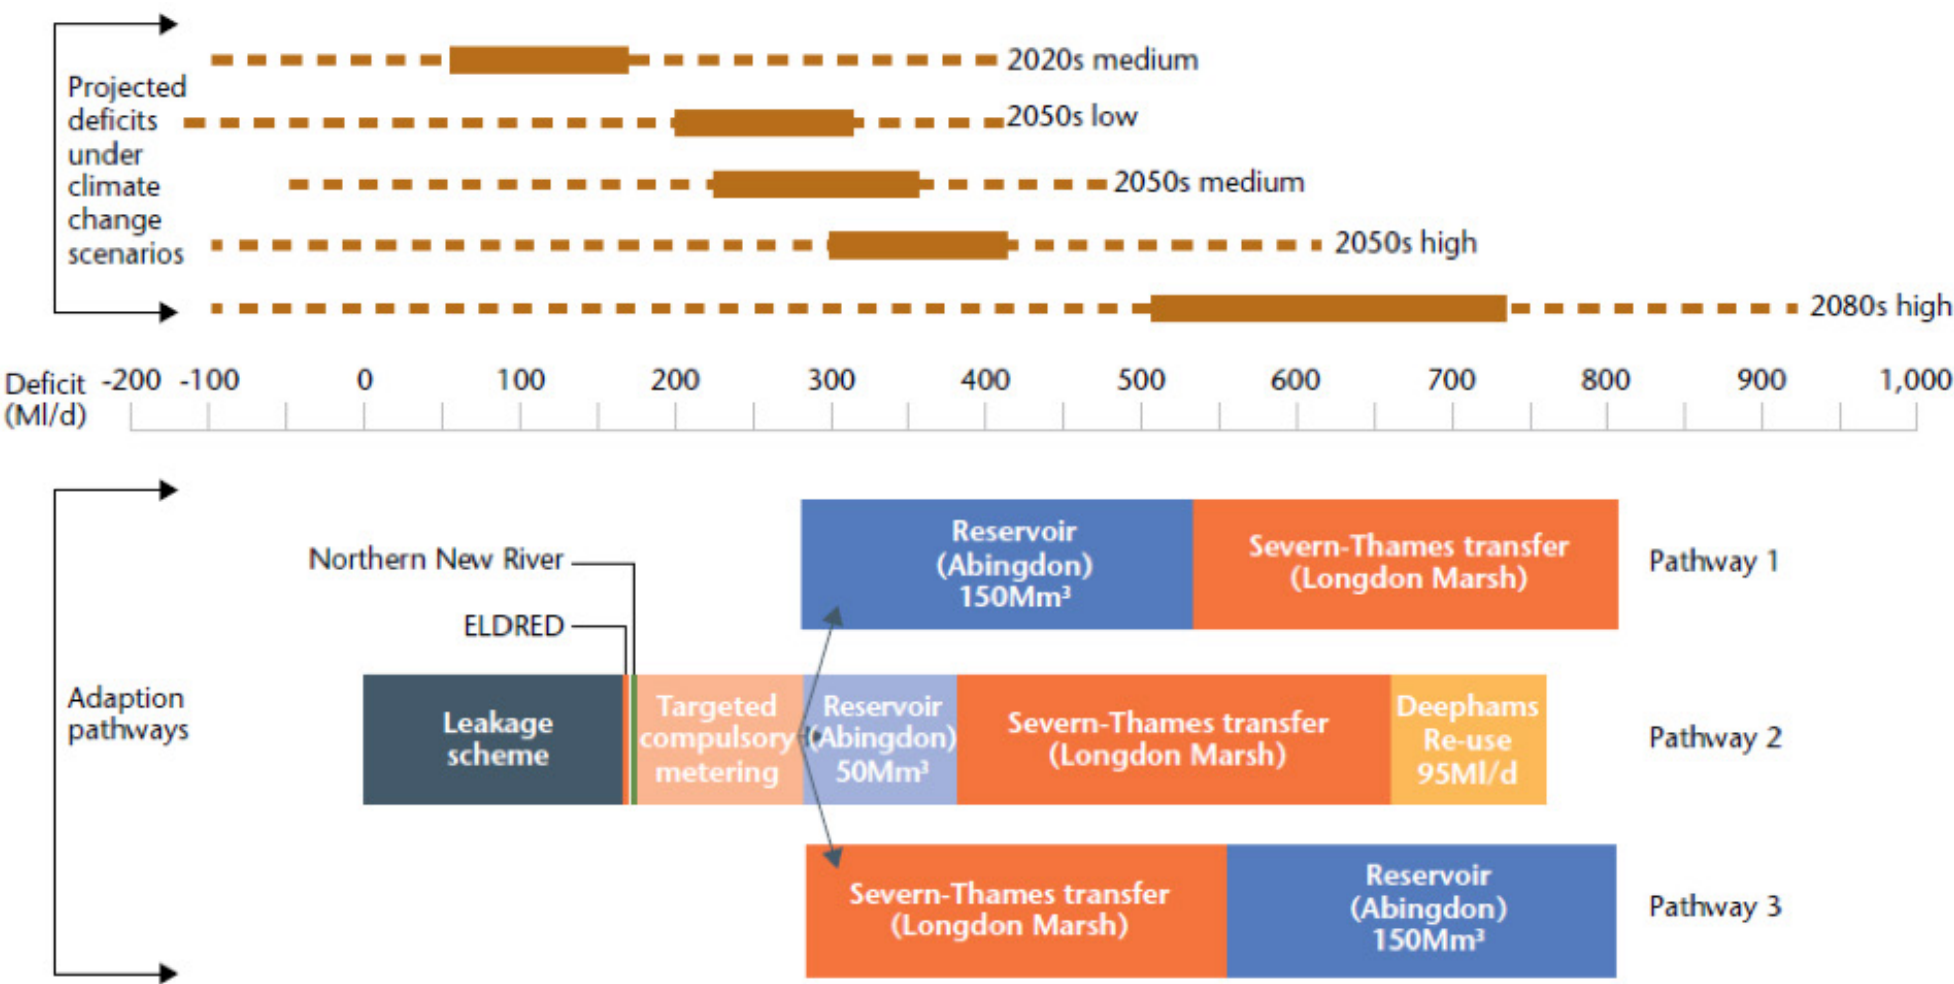 2020s medium
Projected
deficits
under
climate
change
scenarios
2050s low
2050s medium
2050s high
2080s high
Deficit
(Ml/d)
-200 -100 0 100 200 300 400 500 600 700 800 900 1,000
Northern New River
ELDRED
Reservoir
(Abingdon)
150Mm³
Severn-Thames transfer
(Longdon Marsh)
Pathway 1
Adaption
pathways
Leakage
scheme
Targeted
compulsory
metering
Reservoir
(Abingdon)
50Mm³
Severn-Thames transfer
(Longdon Marsh)
Deephams
Re-use
95Ml/d
Pathway 2
Severn-Thames transfer
(Longdon Marsh)
Reservoir
(Abingdon)
150Mm³
Pathway 3